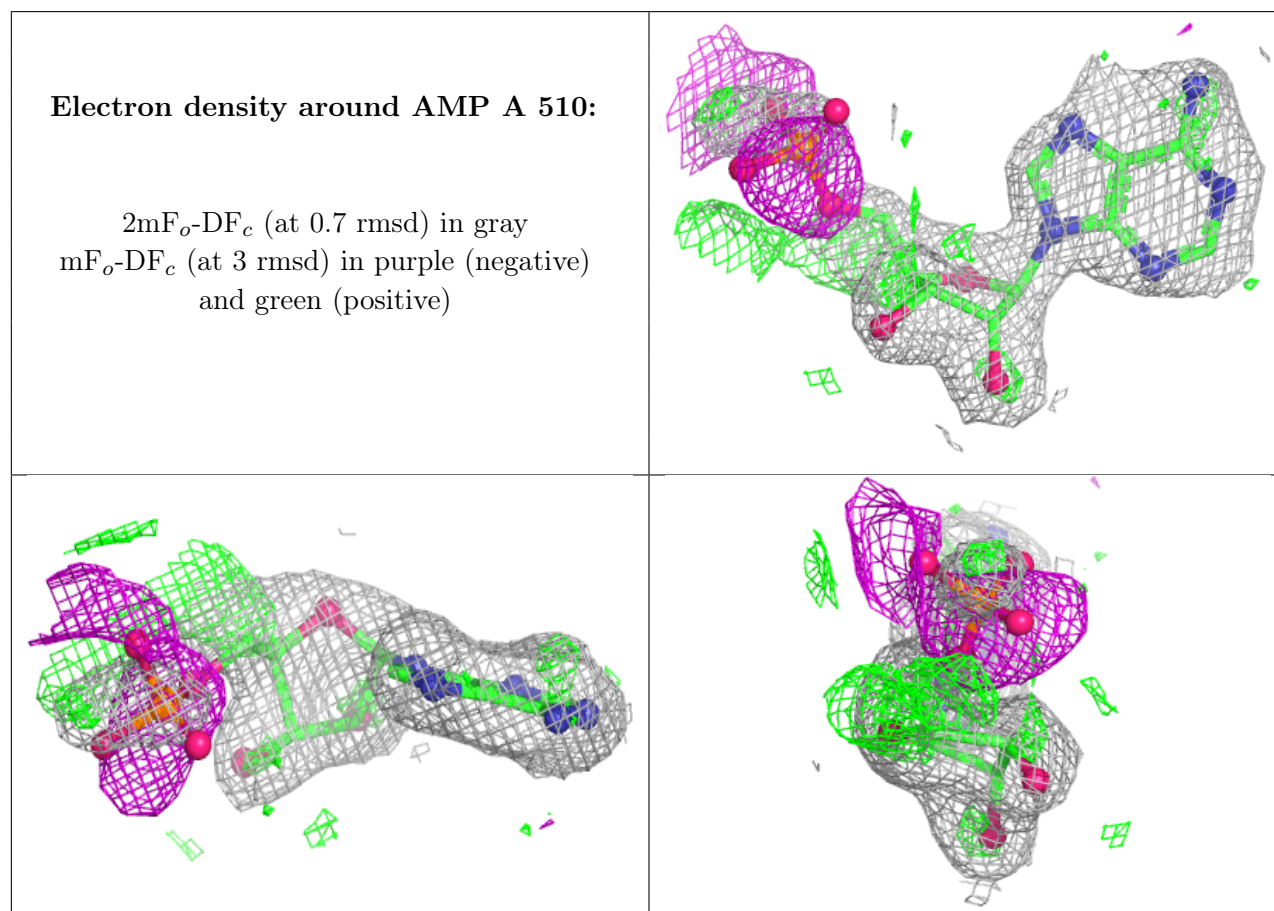 Electron density around AMP A 510:
2mFo-DFc (at 0.7 rmsd) in gray
mFo-DFc (at 3 rmsd) in purple (negative)
and green (positive)